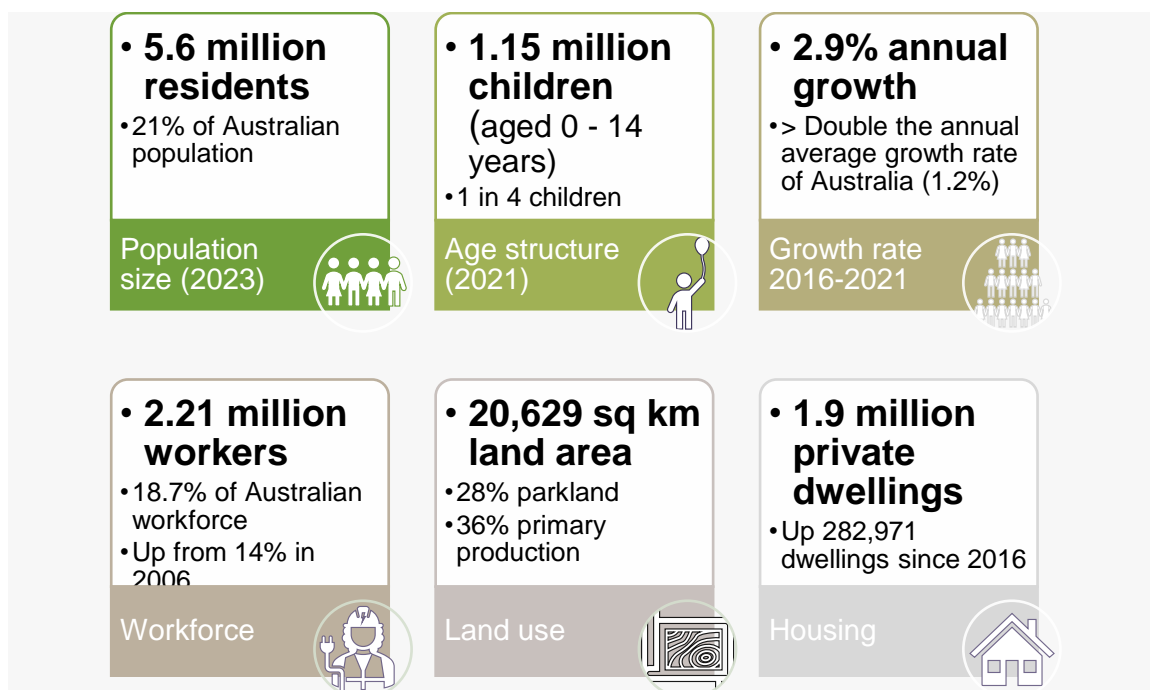 • 5.6 million
residents
•21% of Australian
population
Population
size (2023)
• 1.15 million
children
(aged 0 - 14
years)
•1 in 4 children
Age structure
(2021)
• 2.9% annual
growth
•> Double the annual
average growth rate
of Australia (1.2%)
Growth rate
2016-2021
• 2.21 million
workers
•18.7% of Australian
workforce
•Up from 14% in
2006
Workforce
• 20,629 sq km
land area
•28% parkland
•36% primary
production
Land use
• 1.9 million
private
dwellings
•Up 282,971
dwellings since 2016
Housing